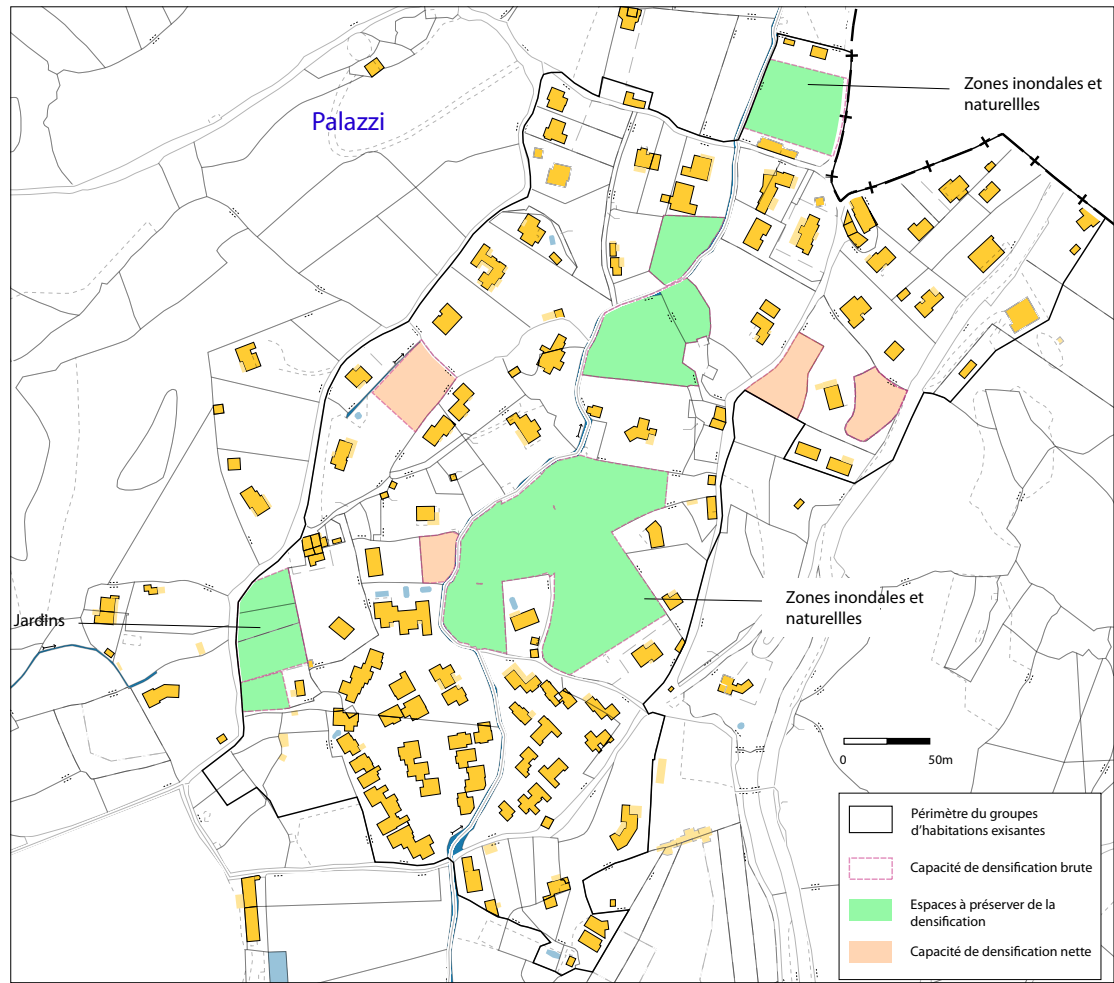 Palazzi
Zones inondales et
naturellles
Jardins
Zones inondales et
naturellles
0 50m
Périmètre du groupes
d'habitations exisantes
Capacité de densification brute
Espaces à préserver de la
densification
Capacité de densification nette